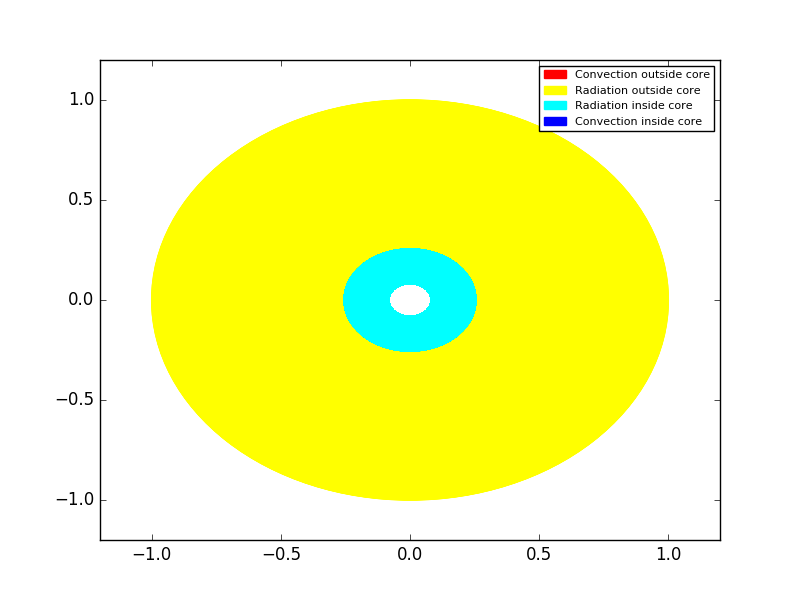 Convection outside core
Radiation outside core
Radiation inside core
Convection inside core
1.0
0.5
0.0
−0.5
−1.0
−1.0 −0.5 0.0 0.5 1.0